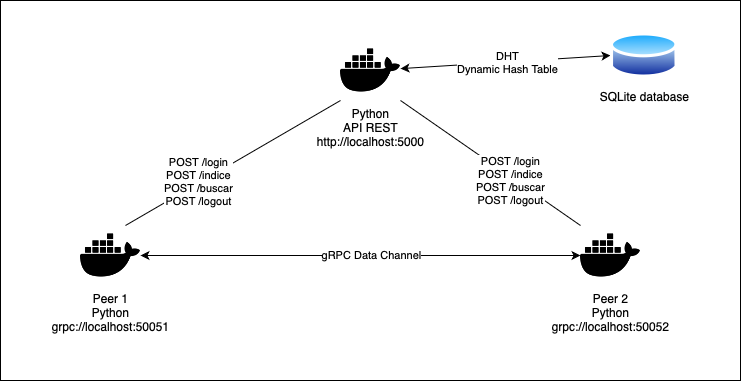 DHT
Dynamic Hash Table
SQLite database
Python
API REST
http://localhost:5000
POST /login
POST /indice
POST /buscar
POST /logout
POST /login
POST /indice
POST /buscar
POST /logout
gRPC Data Channel
Peer 1
Python
grpc://localhost:50051
Peer 2
Python
grpc://localhost:50052